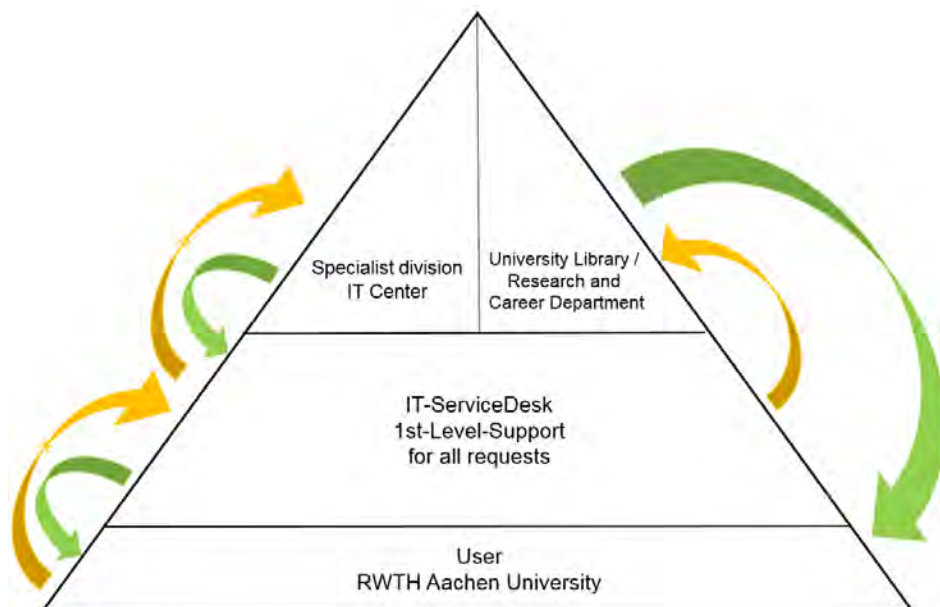 Specialist division
IT Center
University Library /
Research and
Career Department
IT-ServiceDesk
1st-Level-Support
for all requests
User
RWTH Aachen University